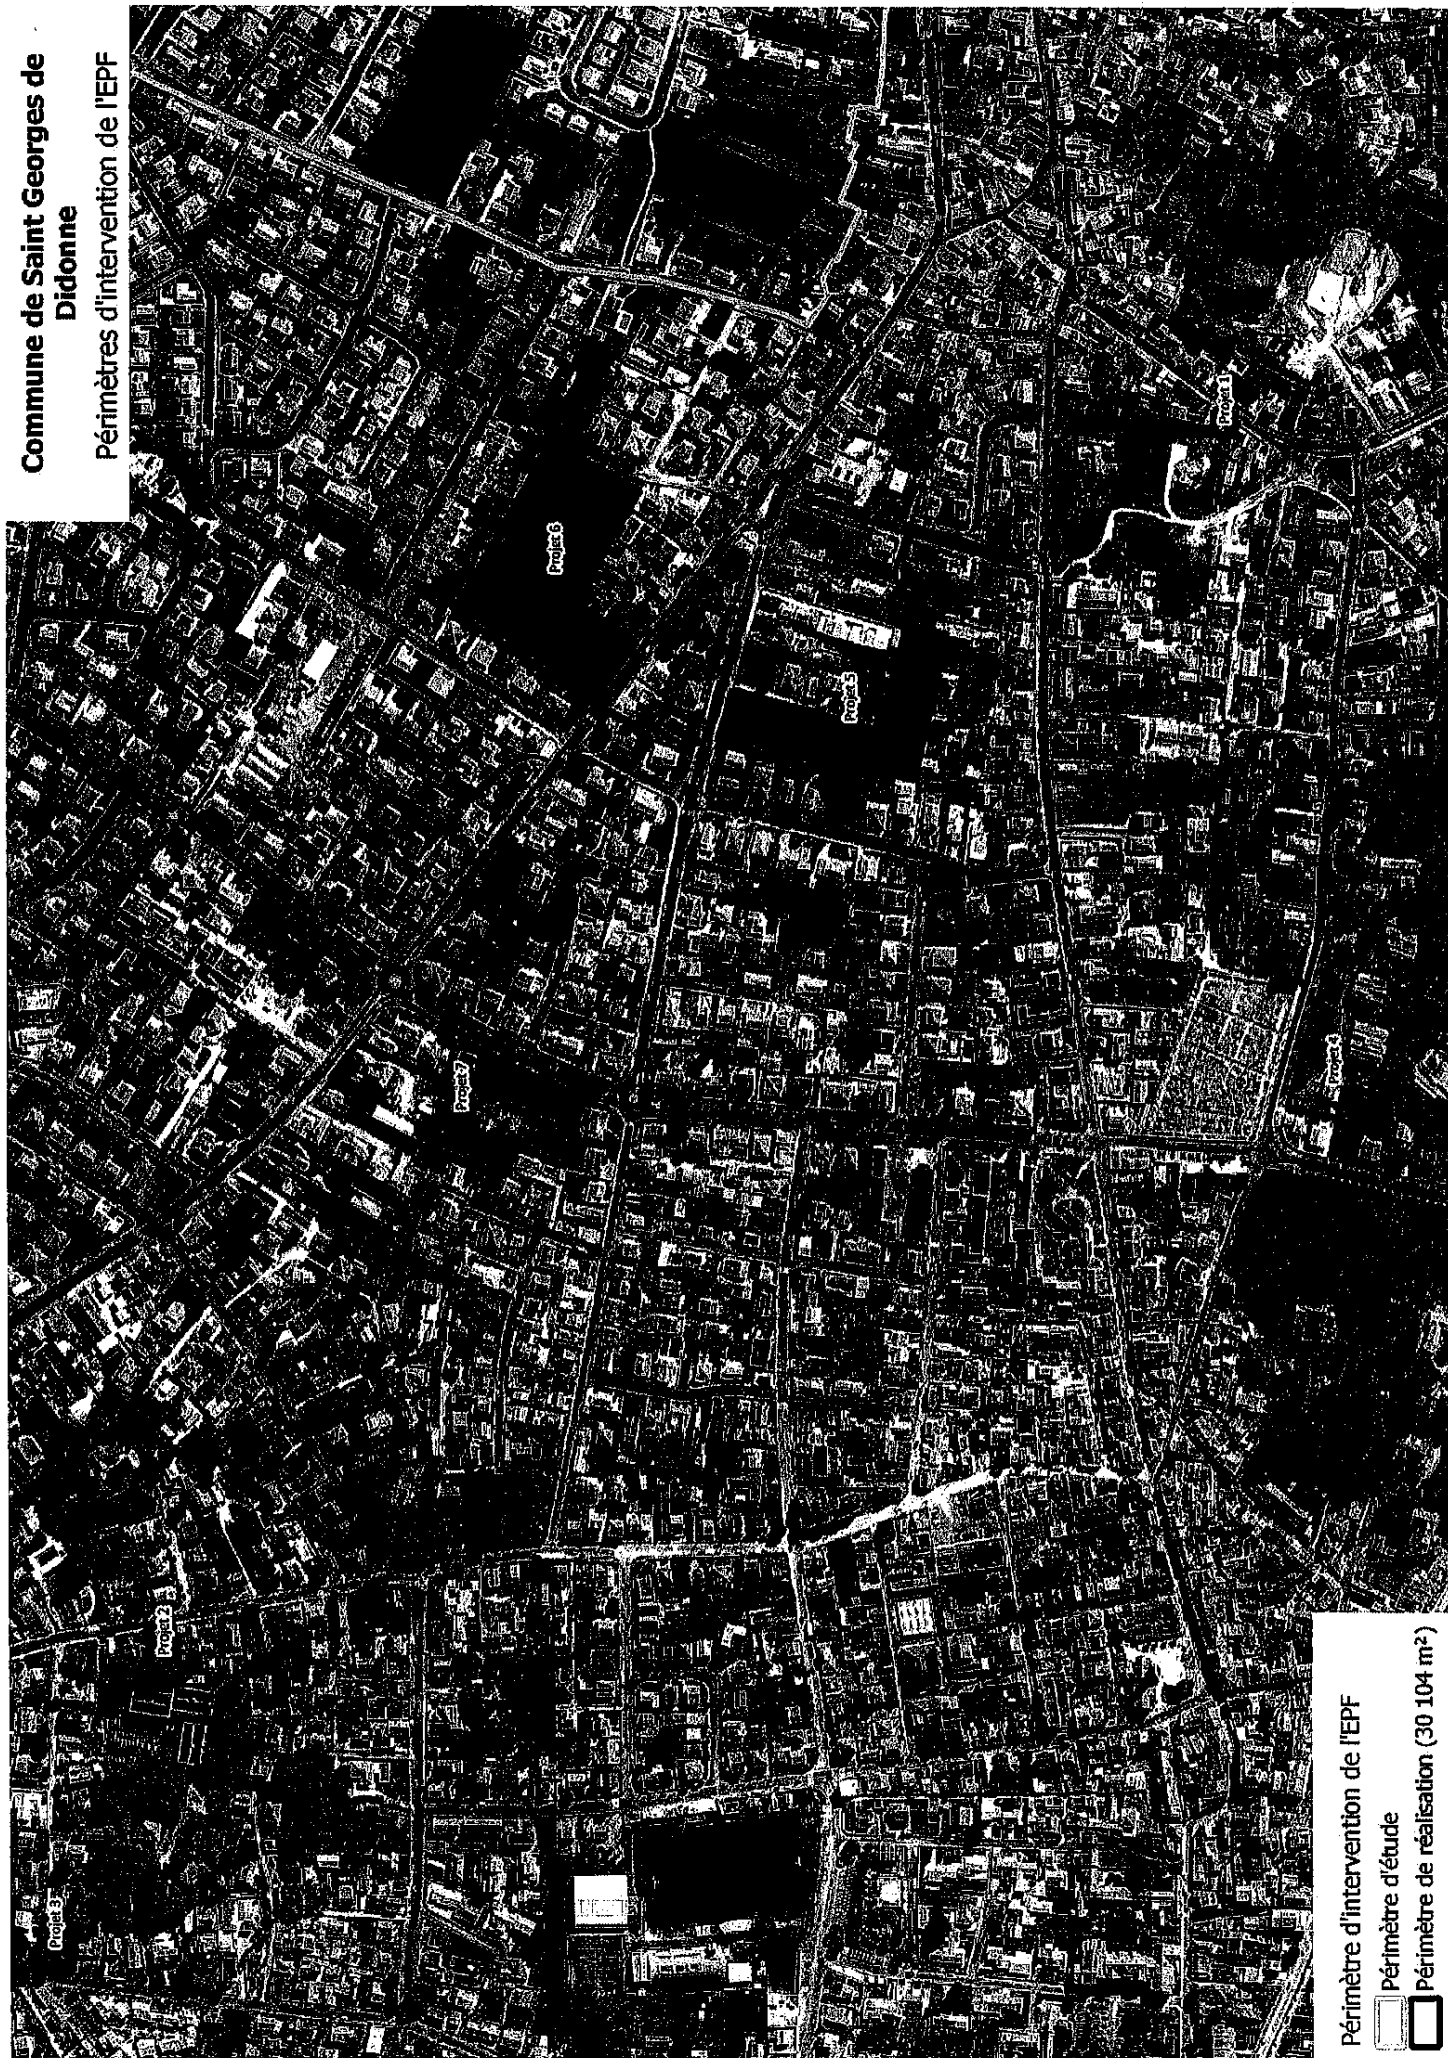 Commune de Saint Georges de
Didonne
Périmètres d'intervention de l'EPF
Projet 1
Projet 6
Projet 5
Projet 7
Projet 4
Projet 2
Projet 3
Périmètre d'intervention de l'EPF
Périmètre d'étude
Périmètre de réalisation (30 104 m²)